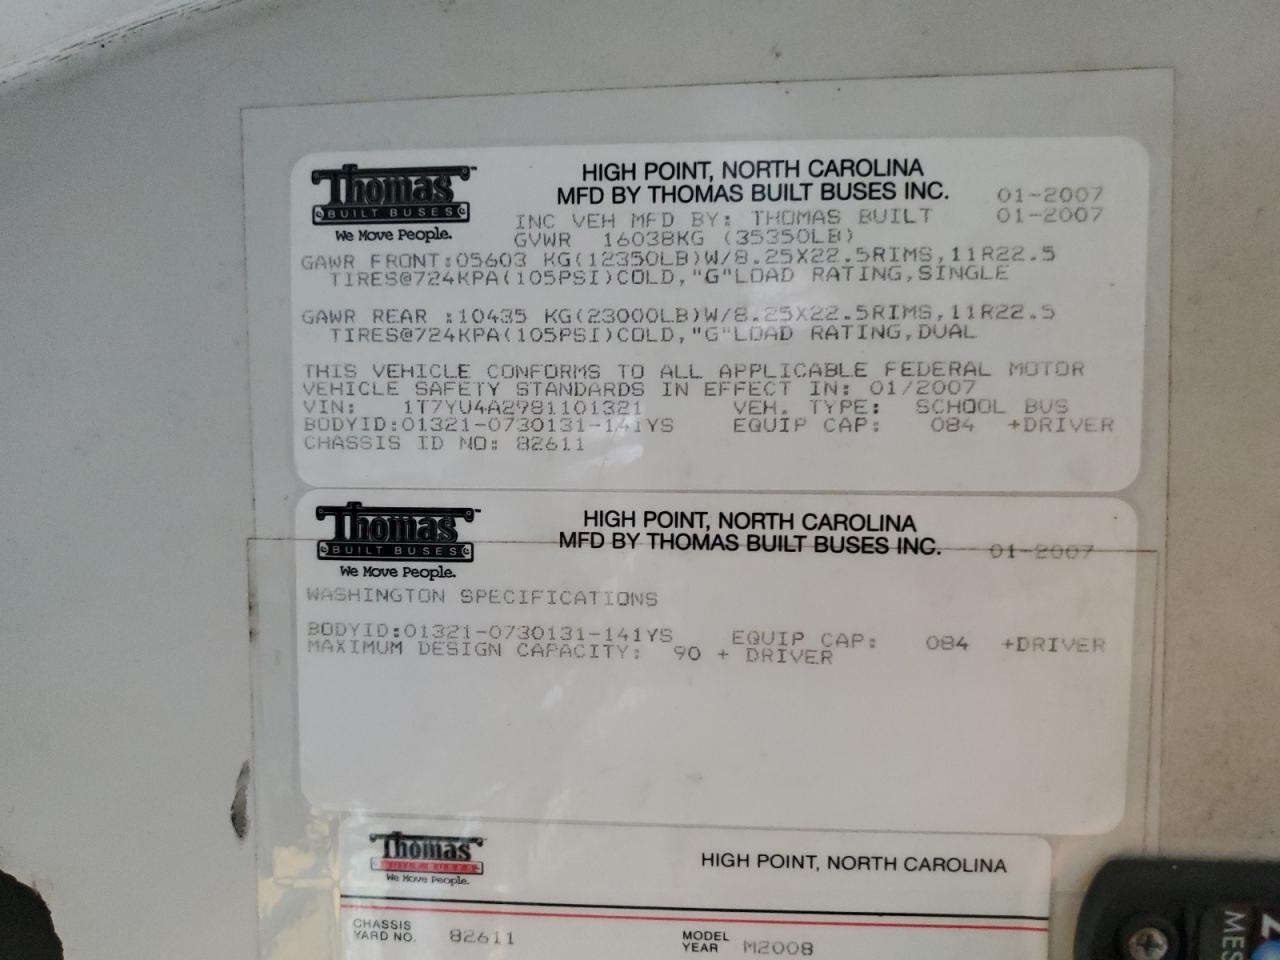 Thomas
BUILT BUSES
We Move People.
HIGH POINT, NORTH CAROLINA
MFD BY THOMAS BUILT BUSES INC. 01-2007
INC VEH MFD BY: THOMAS BUILT 01-2007
GVWR 16038KG (35350LB)
GAWR FRONT:05603 KG(12350LB)W/8.25X22.5RIMS,11R22.5
TIRES@724KPA(105PSI)COLD,"G"LOAD RATING,SINGLE
GAWR REAR :10435 KG(23000LB)W/8.25X22.5RIMS,11R22.5
TIRES@724KPA(105PSI)COLD,"G"LOAD RATING,DUAL
THIS VEHICLE CONFORMS TO ALL APPLICABLE FEDERAL MOTOR
VEHICLE SAFETY STANDARDS IN EFFECT IN: 01/2007
VIN: 1T7YU4A2981101321 VEH. TYPE: SCHOOL BUS
BODYID:01321-0730131-141YS EQUIP CAP: 084 +DRIVER
CHASSIS ID NO: 82611
Thomas
BUILT BUSES
We Move People.
HIGH POINT, NORTH CAROLINA
MFD BY THOMAS BUILT BUSES INC. 01-2007
WASHINGTON SPECIFICATIONS
BODYID:01321-0730131-141YS EQUIP CAP: 084 +DRIVER
MAXIMUM DESIGN CAPACITY: 90 + DRIVER
Thomas
BUILT BUSES
We Move People.
HIGH POINT, NORTH CAROLINA
CHASSIS
YARD NO. 82611
MODEL
YEAR M2008
MES